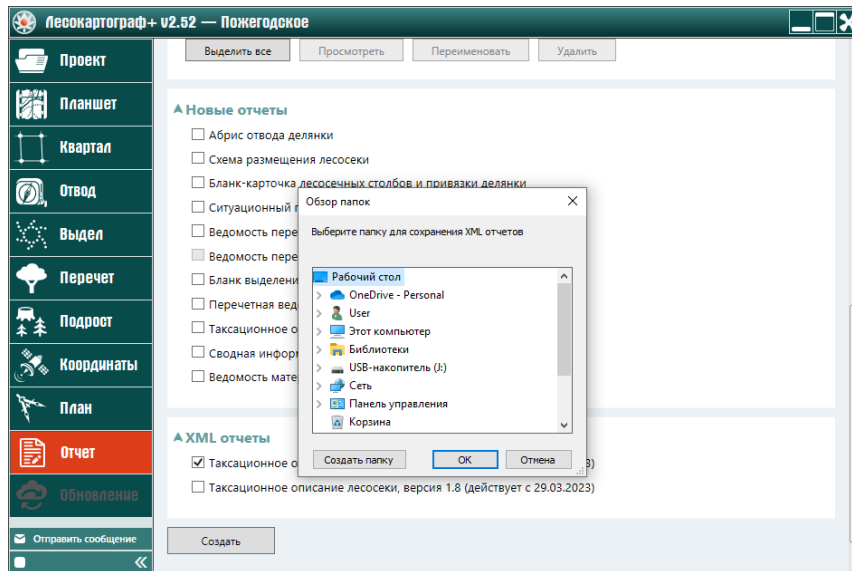 Лесокартограф+ v2.52 — Пожегодское
Проект
Планшет
Квартал
Отвод
Выдел
Перечет
Подрост
Координаты
План
Отчет
Обновление
Отправить сообщение
Выделить все Просмотреть Переименовать Удалить
Новые отчеты
Абрис отвода делянки
Схема размещения лесосеки
Бланк-карточка лесосечных столбов и привязки делянки
Ситуационный
Ведомость пере
Ведомость пере
Бланк выделени
Перечетная вед
Таксационное о
Сводная информ
Ведомость мате
XML отчеты
Таксационное о 3)
Таксационное описание лесосеки, версия 1.8 (действует с 29.03.2023)
Создать
Обзор папок
Выберите папку для сохранения XML отчетов
Рабочий стол
OneDrive - Personal
User
Этот компьютер
Библиотеки
USB-накопитель (J:)
Сеть
Панель управления
Корзина
Создать папку ОК Отмена